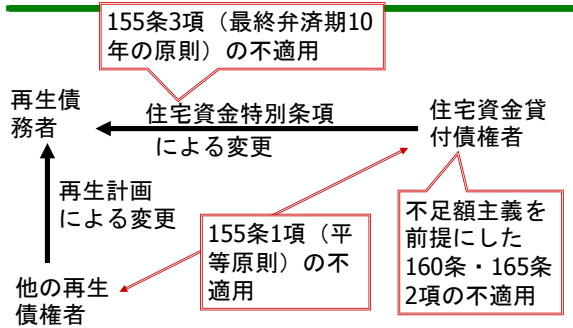 155条3項（最終弁済期10
年の原則）の不適用
再生債
務者
住宅資金特別条項
による変更
住宅資金貸
付債権者
再生計画
による変更
155条1項（平
等原則）の不
適用
不足額主義を
前提にした
160条・165条
2項の不適用
他の再生
債権者